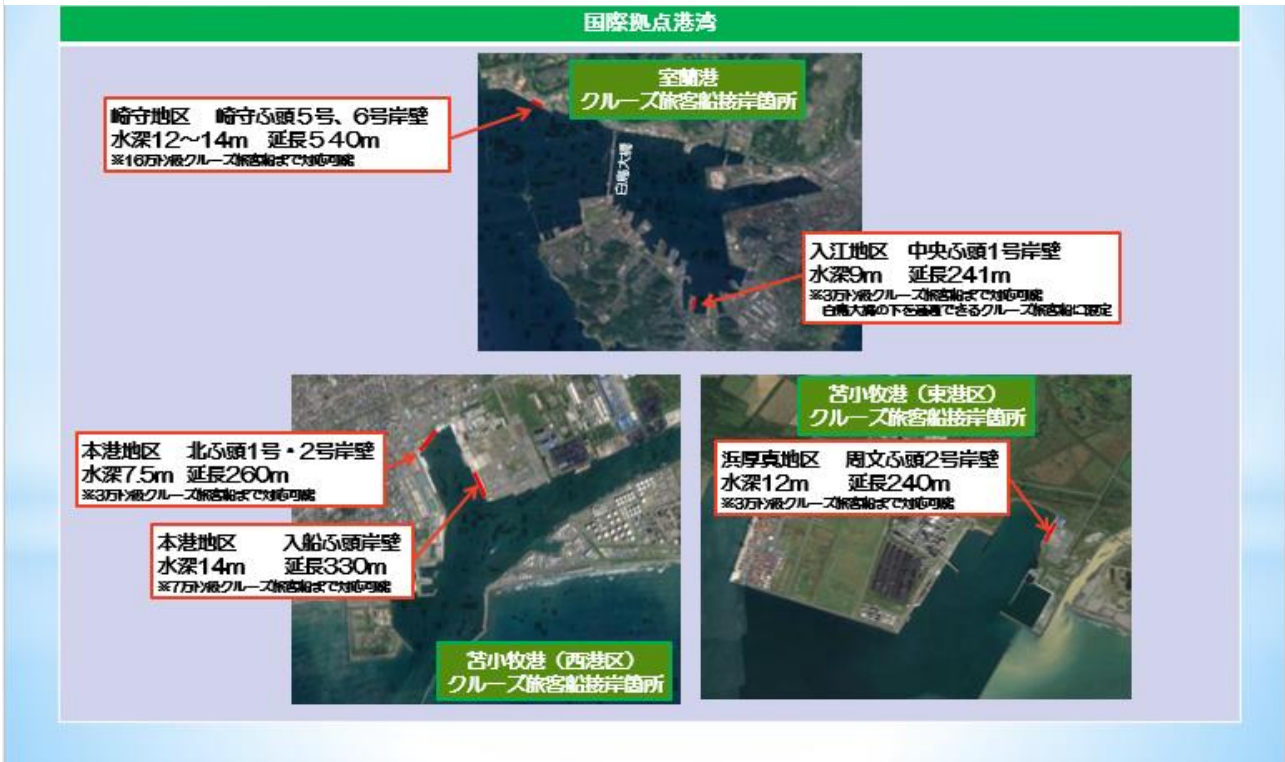 国際拠点港湾
室蘭港
クルーズ旅客船接岸箇所
崎守地区 崎守ふ頭5号、6号岸壁
水深12～14m 延長540m
※16万トン級クルーズ旅客船まで対応可能
白鳥大橋
入江地区 中央ふ頭1号岸壁
水深9m 延長241m
※3万トン級クルーズ旅客船まで対応可能
白鳥大橋の下を通過できるクルーズ旅客船に限定
本港地区 北ふ頭1号・2号岸壁
水深7.5m 延長260m
※3万トン級クルーズ旅客船まで対応可能
本港地区 入船ふ頭岸壁
水深14m 延長330m
※7万トン級クルーズ旅客船まで対応可能
苫小牧港（西港区）
クルーズ旅客船接岸箇所
苫小牧港（東港区）
クルーズ旅客船接岸箇所
浜厚真地区 周文ふ頭2号岸壁
水深12m 延長240m
※3万トン級クルーズ旅客船まで対応可能